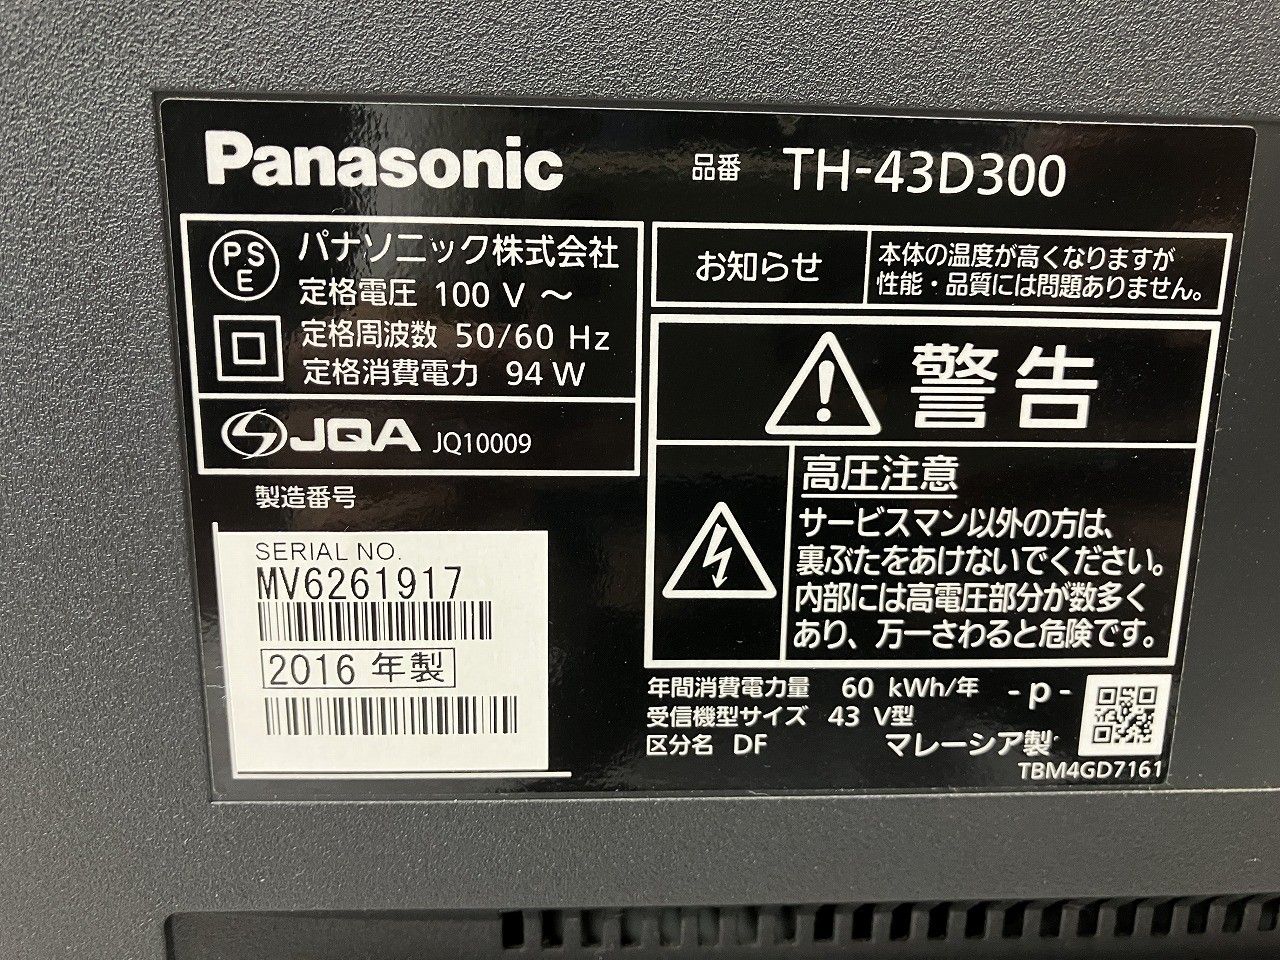 Panasonic
品番 TH-43D300
PSE
パナソニック株式会社
定格電圧 100 V ～
定格周波数 50/60 Hz
定格消費電力 94 W
JQA JQ10009
製造番号
SERIAL NO.
MV6261917
2016 年製
お知らせ
本体の温度が高くなりますが
性能・品質には問題ありません。
警告
高圧注意
サービスマン以外の方は、
裏ぶたをあけないでください。
内部には高電圧部分が数多く
あり、万一さわると危険です。
年間消費電力量 60 kWh/年 -p-
受信機型サイズ 43 V型
区分名 DF マレーシア製
TBM4GD7161